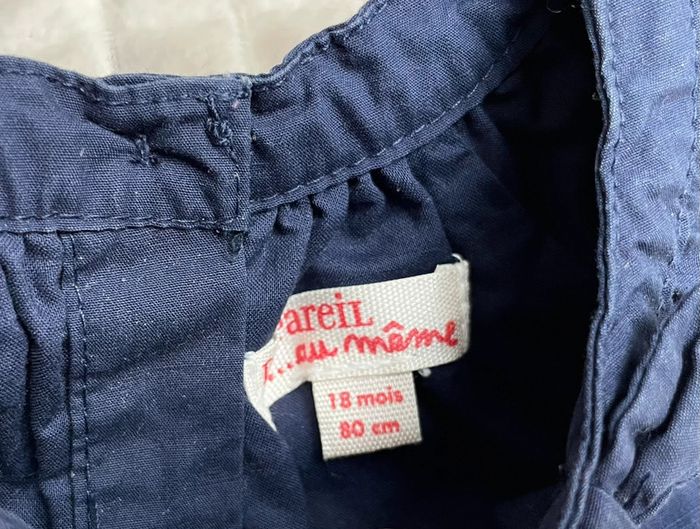 areiL
...au même
18 mois
80 cm